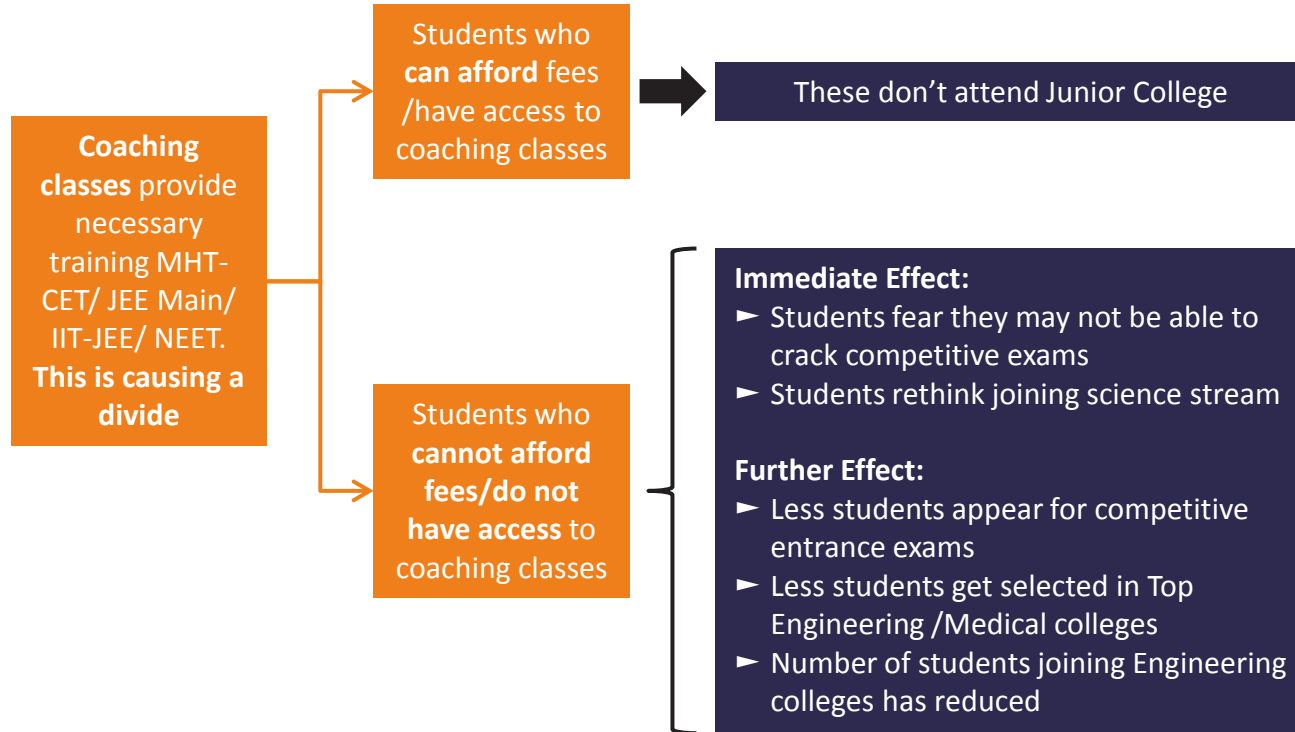 Coaching
classes provide
necessary
training MHT-
CET/ JEE Main/
IIT-JEE/ NEET.
This is causing a
divide
Students who
can afford fees
/have access to
coaching classes
These don’t attend Junior College
Students who
cannot afford
fees/do not
have access to
coaching classes
Immediate Effect:
► Students fear they may not be able to
crack competitive exams
► Students rethink joining science stream
Further Effect:
► Less students appear for competitive
entrance exams
► Less students get selected in Top
Engineering /Medical colleges
► Number of students joining Engineering
colleges has reduced